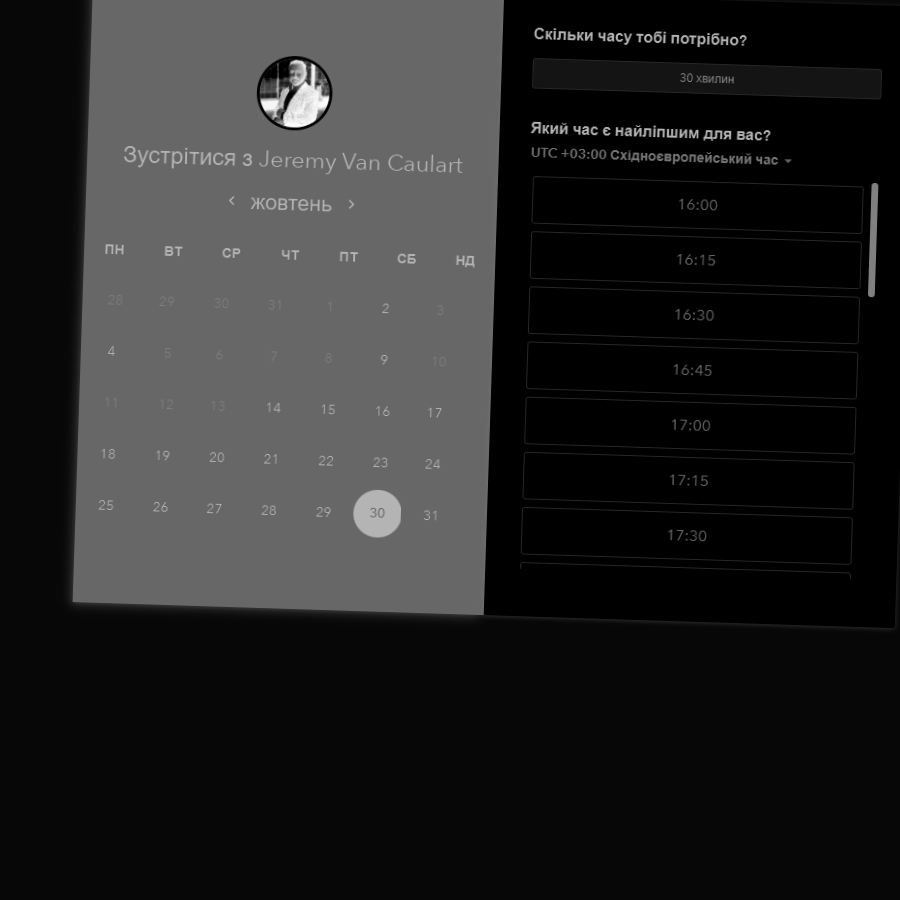 Зустрітися з Jeremy Van Caulart
жовтень
ПН ВТ СР ЧТ ПТ СБ НД
28 29 30 31 1 2 3
4 5 6 7 8 9 10
11 12 13 14 15 16 17
18 19 20 21 22 23 24
25 26 27 28 29 30 31
Скільки часу тобі потрібно?
30 хвилин
Який час є найліпшим для вас?
UTC +03:00 Східноєвропейський час
16:00
16:15
16:30
16:45
17:00
17:15
17:30